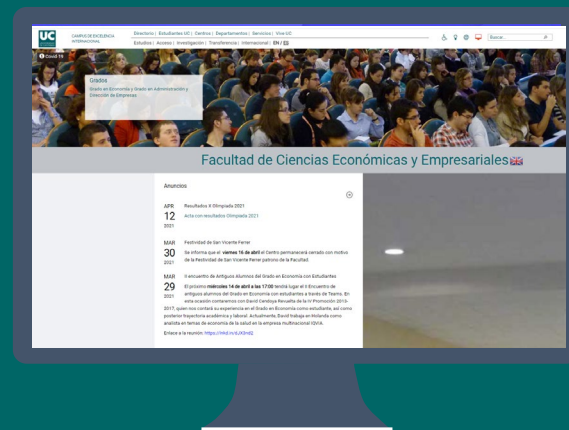 UC
CAMPUS DE EXCELENCIA
INTERNACIONAL
Directorio | Estudiantes UC | Centros | Departamentos | Servicios | Vive UC
Estudios | Acceso | Investigación | Transferencia | Internacional | EN / ES
Buscar...
Covid 19
Grados
Grado en Economía y Grado en Administración y
Dirección de Empresas.
Facultad de Ciencias Económicas y Empresariales
Anuncios
APR
12
2021
Resultados X Olimpiada 2021
Acta con resultados Olimpiada 2021
MAR
30
2021
Festividad de San Vicente Ferrer
Se informa que el viernes 16 de abril el Centro permanecerá cerrado con motivo
de la Festividad de San Vicente Ferrer patrono de la Facultad.
MAR
29
2021
II encuentro de Antiguos Alumnos del Grado en Economía con Estudiantes
El próximo miércoles 14 de abril a las 17:00 tendrá lugar el II Encuentro de
antiguos alumnos del Grado en Economía con estudiantes a través de Teams. En
esta ocasión contaremos con David Candoya Revuelta de la IV Promoción 2013-
2017, quien nos contará su experiencia en el Grado en Economía como estudiante, así como
posterior trayectoria académica y laboral. Actualmente, David trabaja en Holanda como
analista en temas de economía de la salud en la empresa multinacional IQVIA.
Enlace a la reunión: